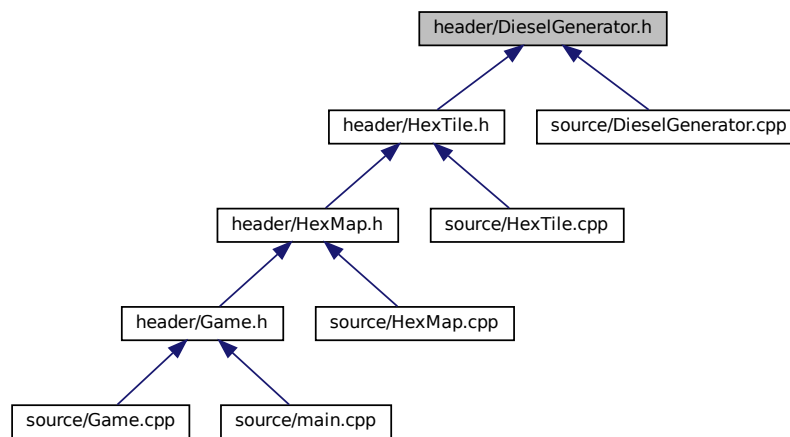 header/DieselGenerator.h
header/HexTile.h
source/DieselGenerator.cpp
header/HexMap.h
source/HexTile.cpp
header/Game.h
source/HexMap.cpp
source/Game.cpp
source/main.cpp